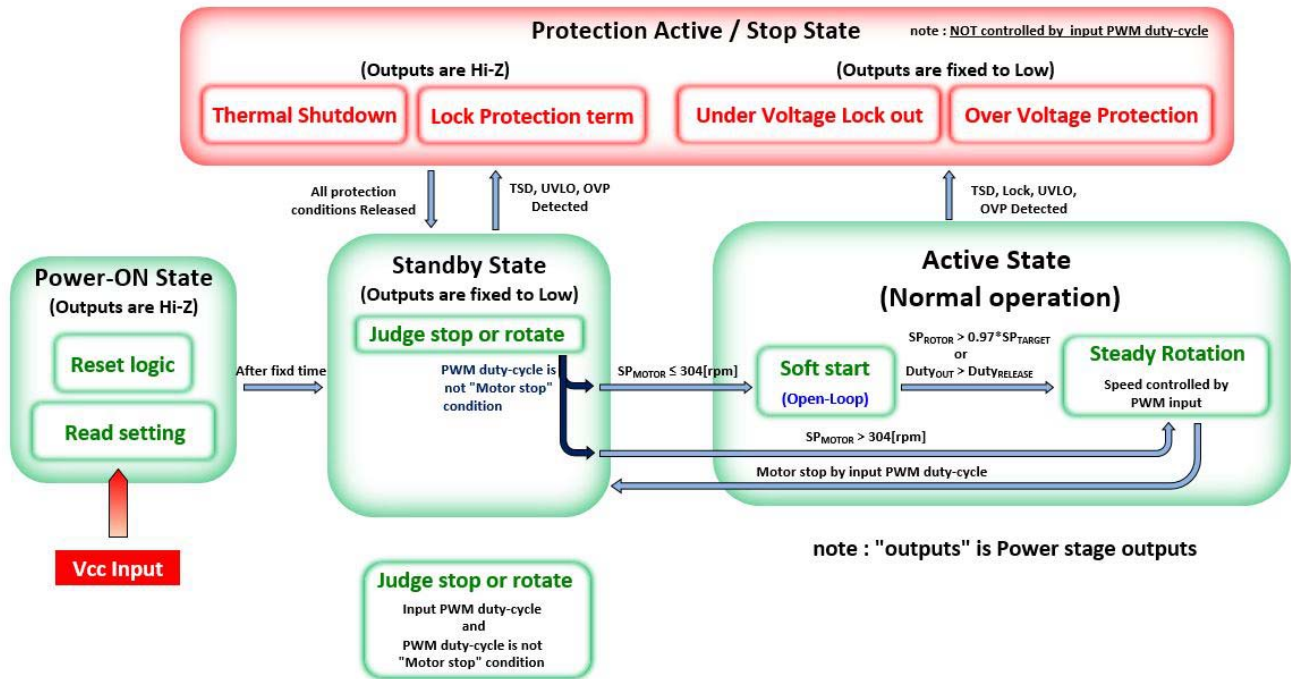 Protection Active / Stop State
note : NOT controlled by input PWM duty-cycle
(Outputs are Hi-Z)
(Outputs are fixed to Low)
Thermal Shutdown
Lock Protection term
Under Voltage Lock out
Over Voltage Protection
All protection
conditions Released
TSD, UVLO, OVP
Detected
TSD, Lock, UVLO,
OVP Detected
Power-ON State
(Outputs are Hi-Z)
Reset logic
Read setting
Vcc Input
After fixd time
Standby State
(Outputs are fixed to Low)
Judge stop or rotate
PWM duty-cycle is
not "Motor stop"
condition
SPMOTOR ≤ 304[rpm]
Active State
(Normal operation)
Soft start
(Open-Loop)
SPROTOR > 0.97*SPTARGET
or
DutyOUT > DutyRELEASE
Steady Rotation
Speed controlled by
PWM input
SPMOTOR > 304[rpm]
Motor stop by input PWM duty-cycle
note : "outputs" is Power stage outputs
Judge stop or rotate
Input PWM duty-cycle
and
PWM duty-cycle is not
"Motor stop" condition